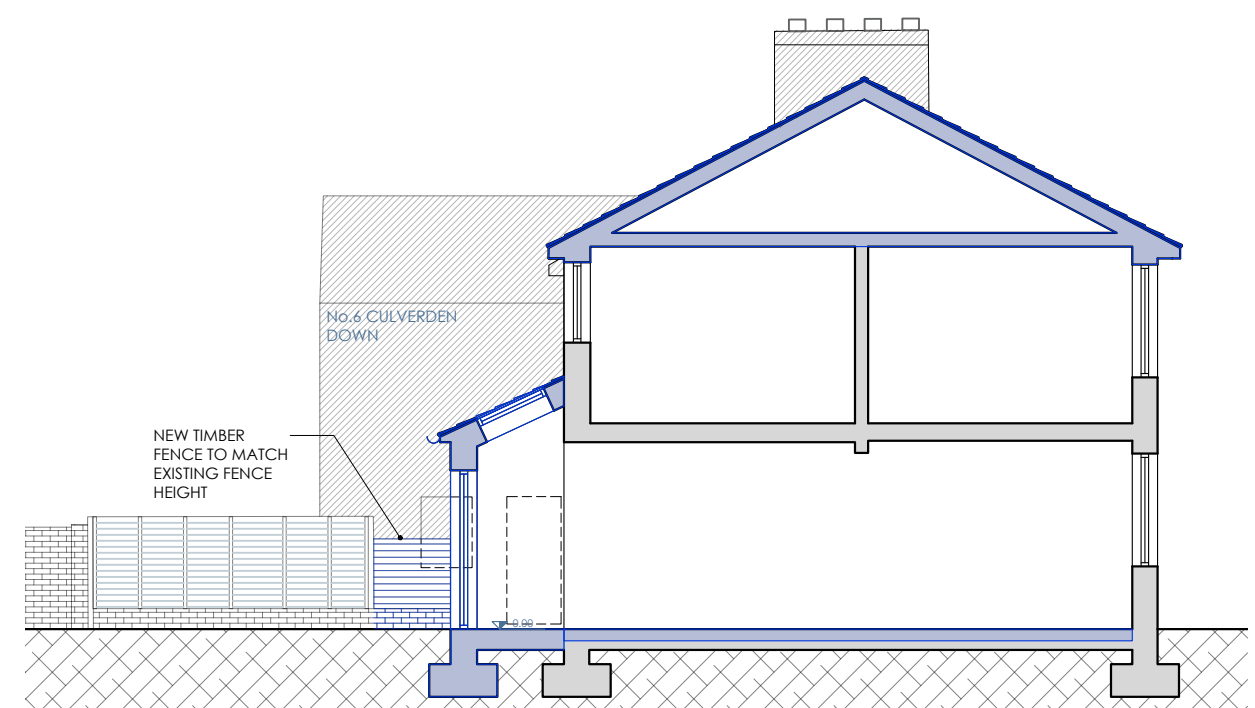 No.6 CULVERDEN
DOWN
NEW TIMBER
FENCE TO MATCH
EXISTING FENCE
HEIGHT
0.00